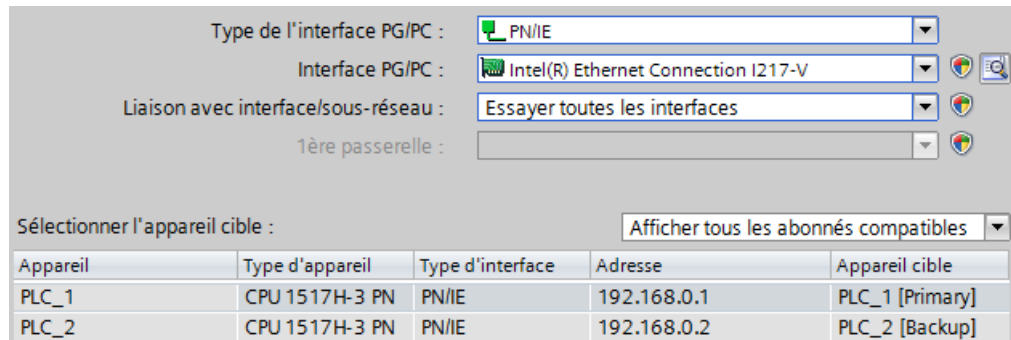 Type de l'interface PG/PC : PN/IE
Interface PG/PC : Intel(R) Ethernet Connection I217-V
Liaison avec interface/sous-réseau : Essayer toutes les interfaces
1ère passerelle :
Sélectionner l'appareil cible : Afficher tous les abonnés compatibles
Appareil Type d'appareil Type d'interface Adresse Appareil cible
PLC_1 CPU 1517H-3 PN PN/IE 192.168.0.1 PLC_1 [Primary]
PLC_2 CPU 1517H-3 PN PN/IE 192.168.0.2 PLC_2 [Backup]